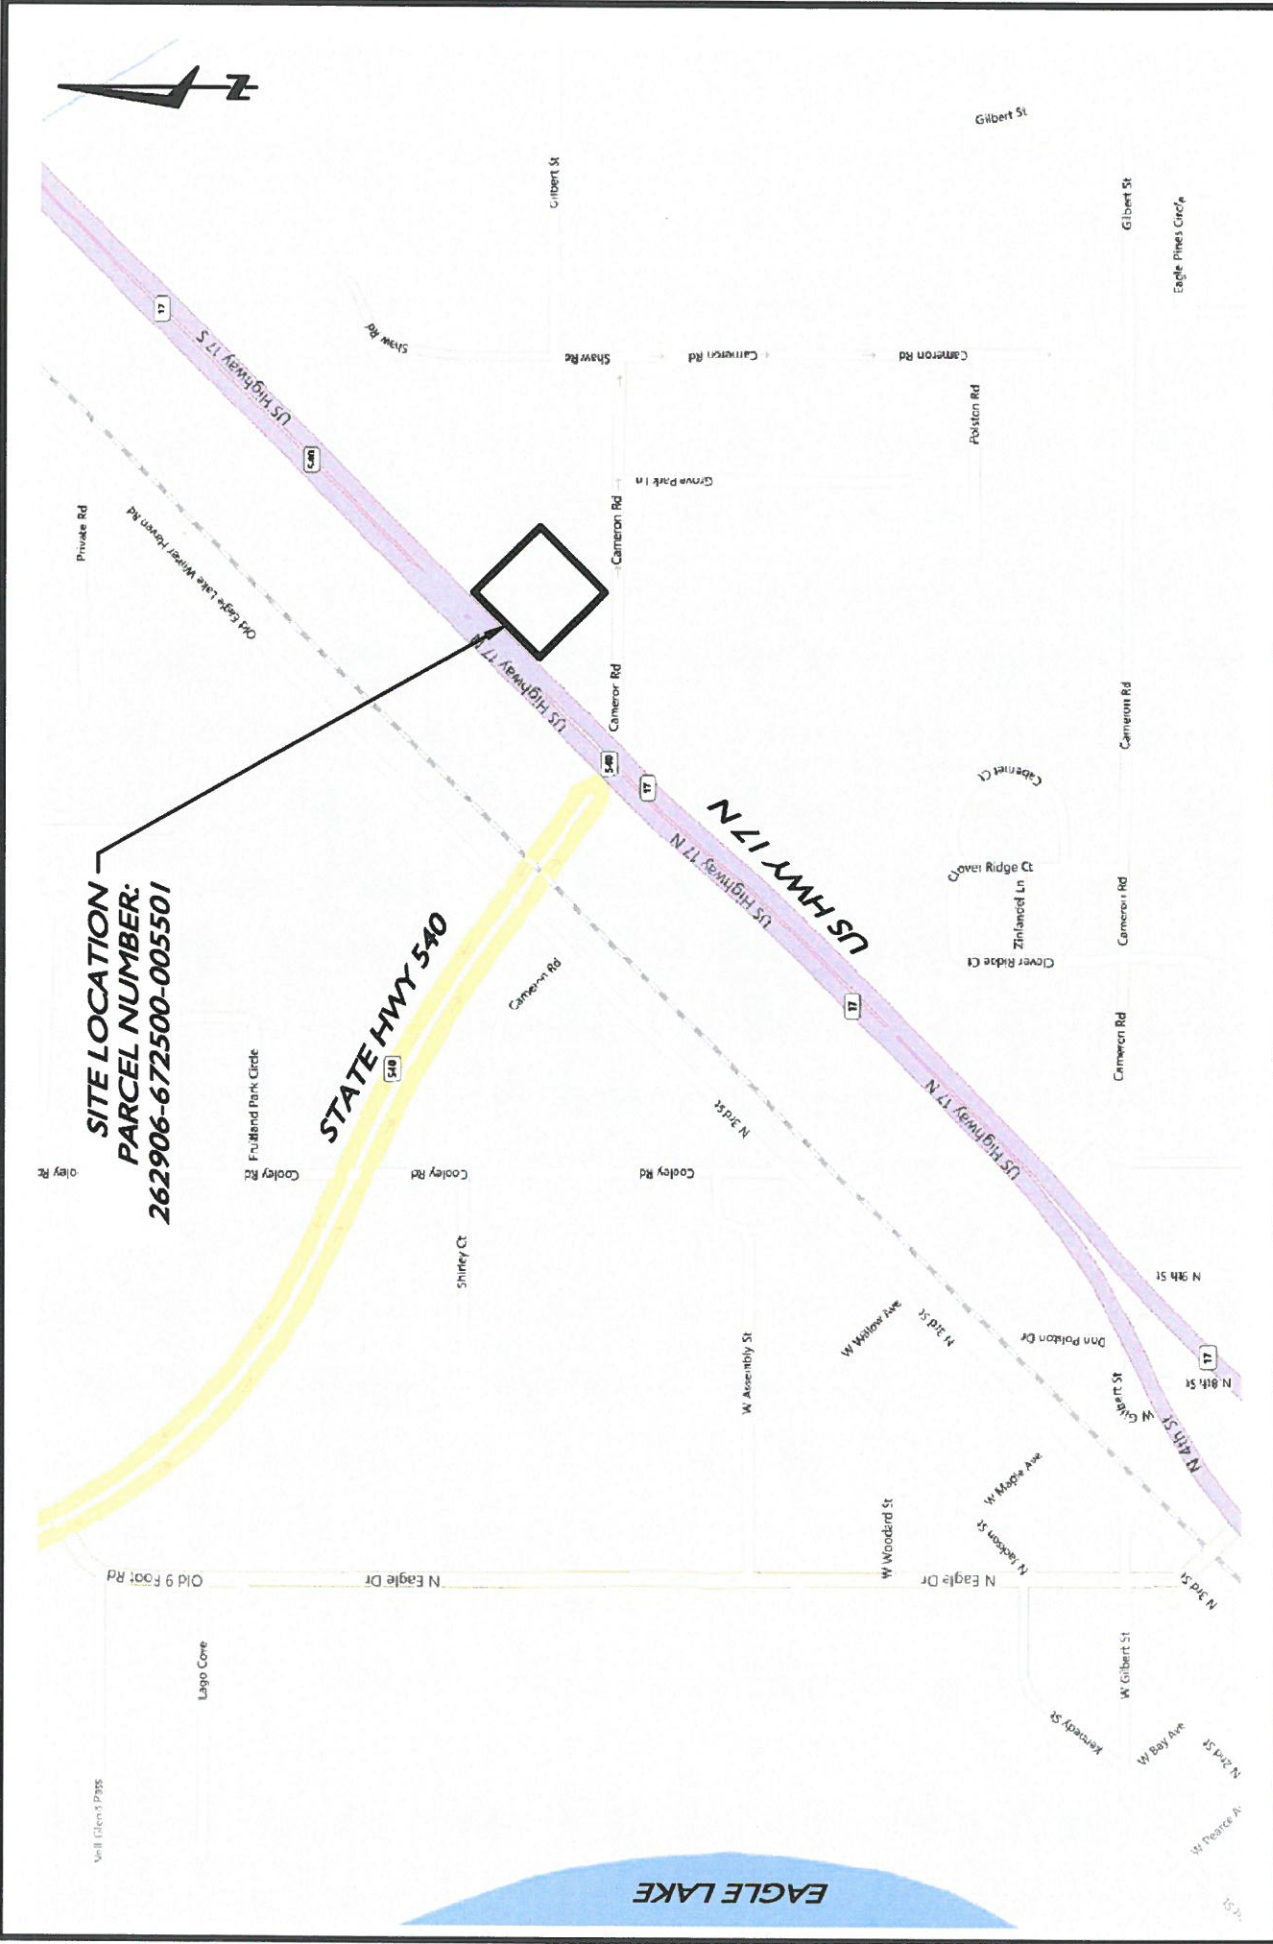 SITE LOCATION
PARCEL NUMBER:
262906-672500-005501
STATE HWY 540
US HWY 17 N
EAGLE LAKE
N
Old 9 Foot Rd
Lago Cove
N Eagle Dr
N Eagle Dr
Fruitland Park Circle
Cooley Rd
Cooley Rd
Cooley Rd
Shirley Ct
540
540
Private Rd
Old Eagle Lake Winter Haven Rd
17
US Highway 17 S
US Highway 17 N
US Highway 17 N
US Highway 17 N
17
17
17
Shaw Rd
Shaw Rd
Gilbert St
Gilbert St
Gilbert St
Eagle Pines Circle
Cameron Rd
Cameron Rd
Cameron Rd
Cameron Rd
Polston Rd
Grove Park Ln
Cameron Rd
Cameron Rd
Cameron Rd
Cameron Rd
Cabernet Ct
Clover Ridge Ct
Zinfandel Ln
Clover Ridge Ct
N 3rd St
N 3rd St
N 3rd St
W Assembly St
W Willow Ave
Don Polston Dr
N 9th St
N 8th St
N 4th St
W Gilbert St
W Maple Ave
N Jackson St
W Woodard St
W Gilbert St
Kennedy St
W Bay Ave
N 2nd St